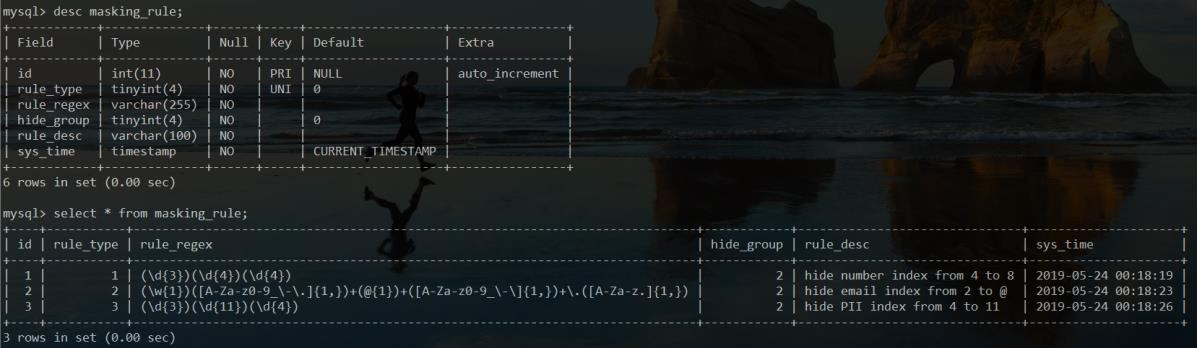 mysql> desc masking_rule;
+------------+--------------+------+-----+-------------------+----------------+
| Field      | Type         | Null | Key | Default           | Extra          |
+------------+--------------+------+-----+-------------------+----------------+
| id         | int(11)      | NO   | PRI | NULL              | auto_increment |
| rule_type  | tinyint(4)   | NO   | UNI | 0                 |                |
| rule_regex | varchar(255) | NO   |     |                   |                |
| hide_group | tinyint(4)   | NO   |     | 0                 |                |
| rule_desc  | varchar(100) | NO   |     |                   |                |
| sys_time   | timestamp    | NO   |     | CURRENT_TIMESTAMP |                |
+------------+--------------+------+-----+-------------------+----------------+
6 rows in set (0.00 sec)
mysql> select * from masking_rule;
+----+-----------+---------------------------------------------------------------------------+------------+-------------------------------+---------------------+
| id | rule_type | rule_regex                                                                | hide_group | rule_desc                     | sys_time            |
+----+-----------+---------------------------------------------------------------------------+------------+-------------------------------+---------------------+
|  1 |         1 | (\d{3})(\d{4})(\d{4})                                                     |          2 | hide number index from 4 to 8 | 2019-05-24 00:18:19 |
|  2 |         2 | (\w{1})([A-Za-z0-9_\-\.]{1,})+(@{1})+([A-Za-z0-9_\-\]{1,})+\.([A-Za-z.]{1,}) |          2 | hide email index from 2 to @  | 2019-05-24 00:18:23 |
|  3 |         3 | (\d{3})(\d{11})(\d{4})                                                    |          2 | hide PII index from 4 to 11   | 2019-05-24 00:18:26 |
+----+-----------+---------------------------------------------------------------------------+------------+-------------------------------+---------------------+
3 rows in set (0.00 sec)